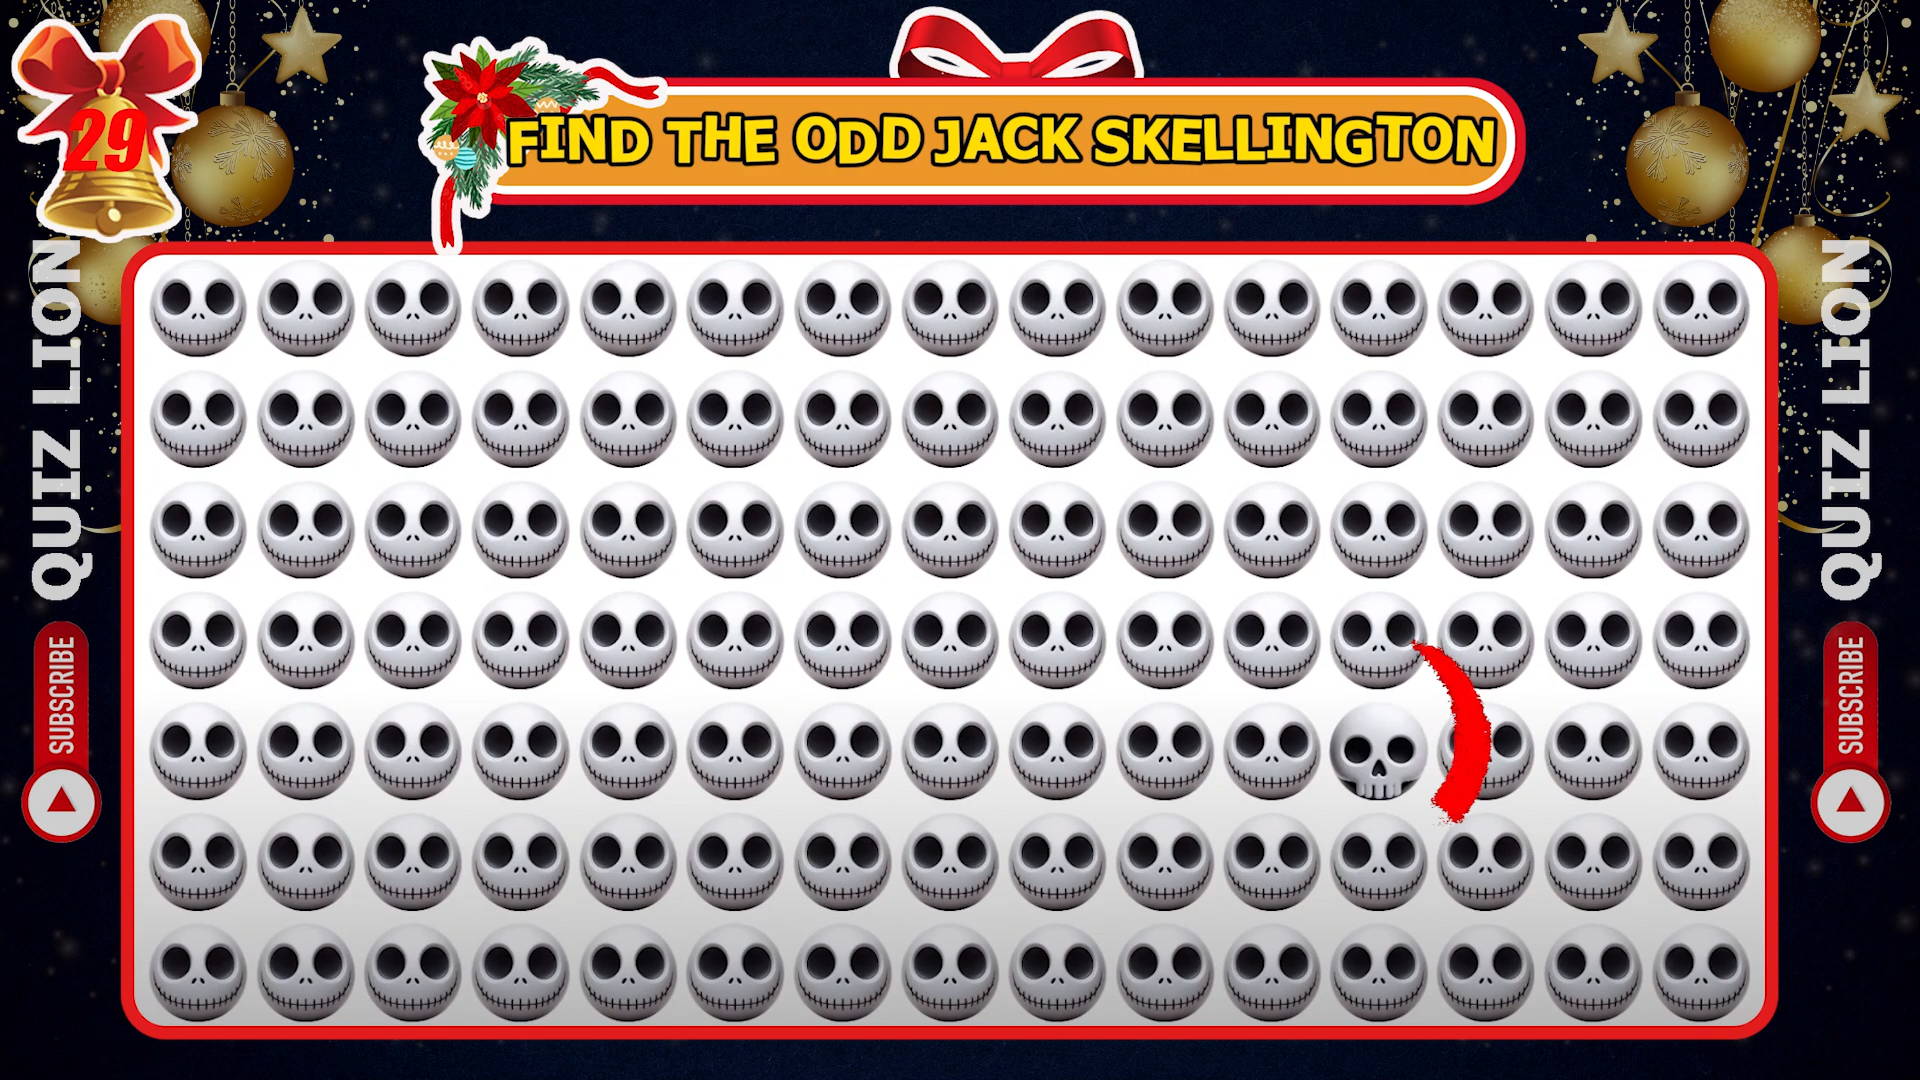 29
FIND THE ODD JACK SKELLINGTON
QUIZ LION
SUBSCRIBE
QUIZ LION
SUBSCRIBE